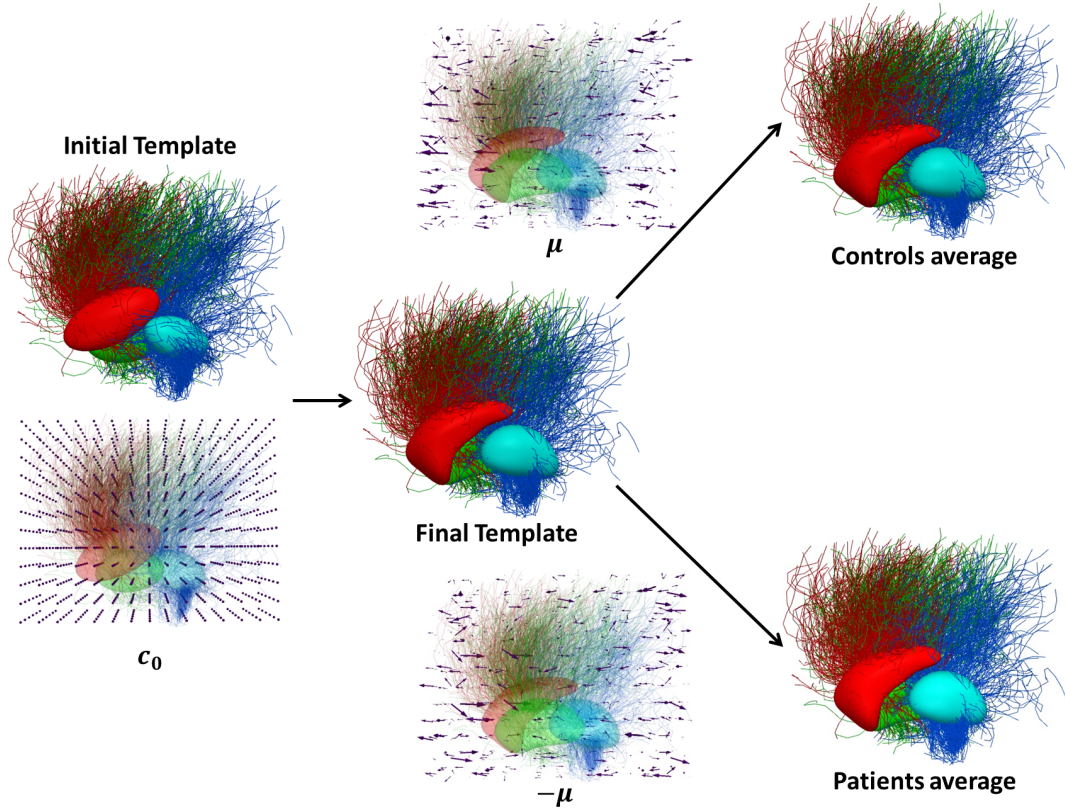 Initial Template
c₀
μ
Final Template
−μ
Controls average
Patients average